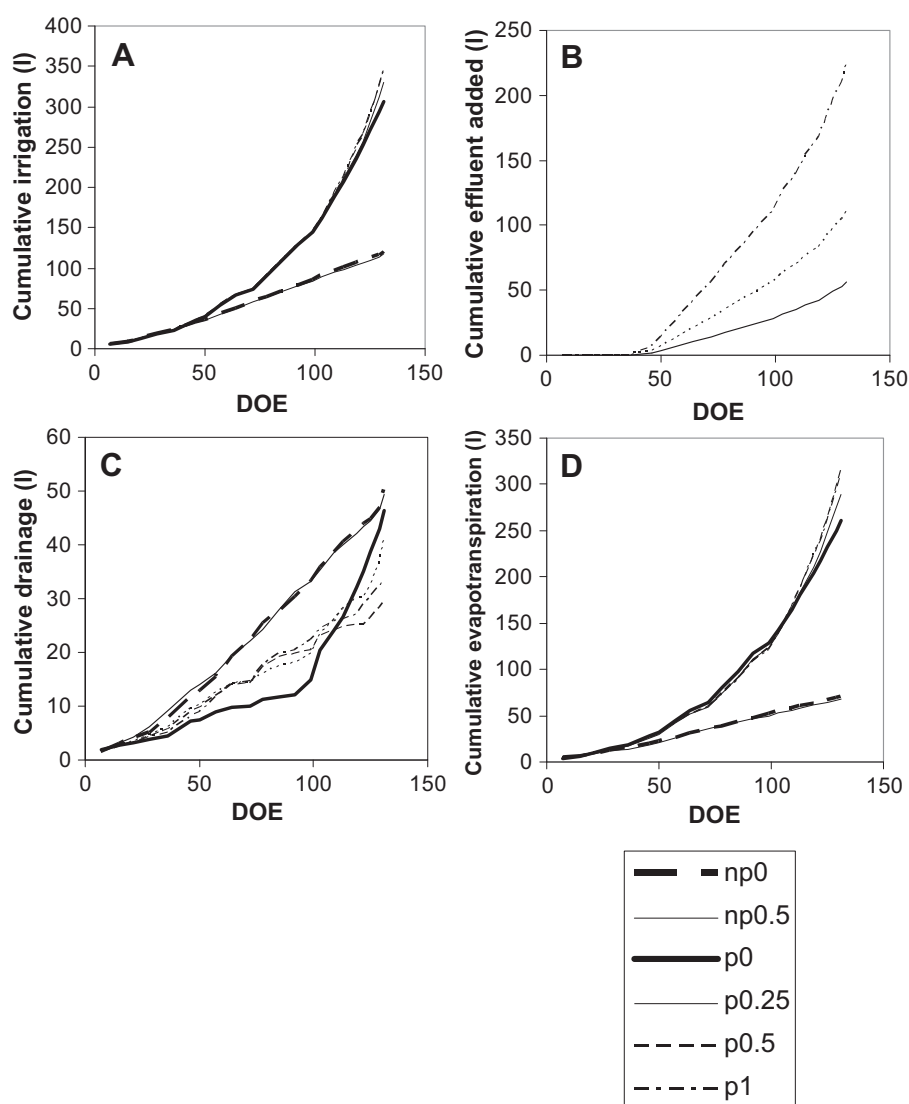 A
Cumulative irrigation (l)
400
350
300
250
200
150
100
50
0
0 50 100 150
DOE
B
Cumulative effluent added (l)
250
200
150
100
50
0
0 50 100 150
DOE
C
Cumulative drainage (l)
60
50
40
30
20
10
0
0 50 100 150
DOE
D
Cumulative evapotranspiration (l)
350
300
250
200
150
100
50
0
0 50 100 150
DOE
np0
np0.5
p0
p0.25
p0.5
p1